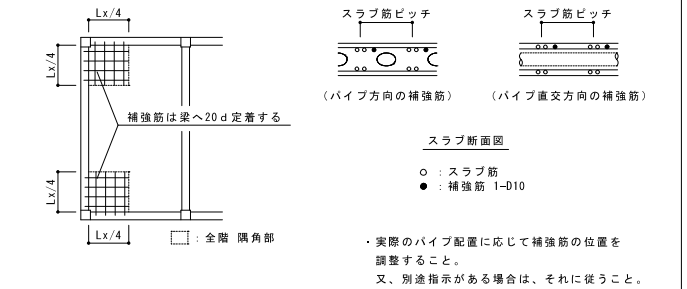 Lx/4
Lx/4
補強筋は梁へ20d定着する
Lx/4
Lx/4
：全階 隅角部
スラブ筋ピッチ
(パイプ方向の補強筋)
スラブ筋ピッチ
(パイプ直交方向の補強筋)
スラブ断面図
○ ：スラブ筋
● ：補強筋 1-D10
・実際のパイプ配置に応じて補強筋の位置を
調整すること。
又、別途指示がある場合は、それに従うこと。